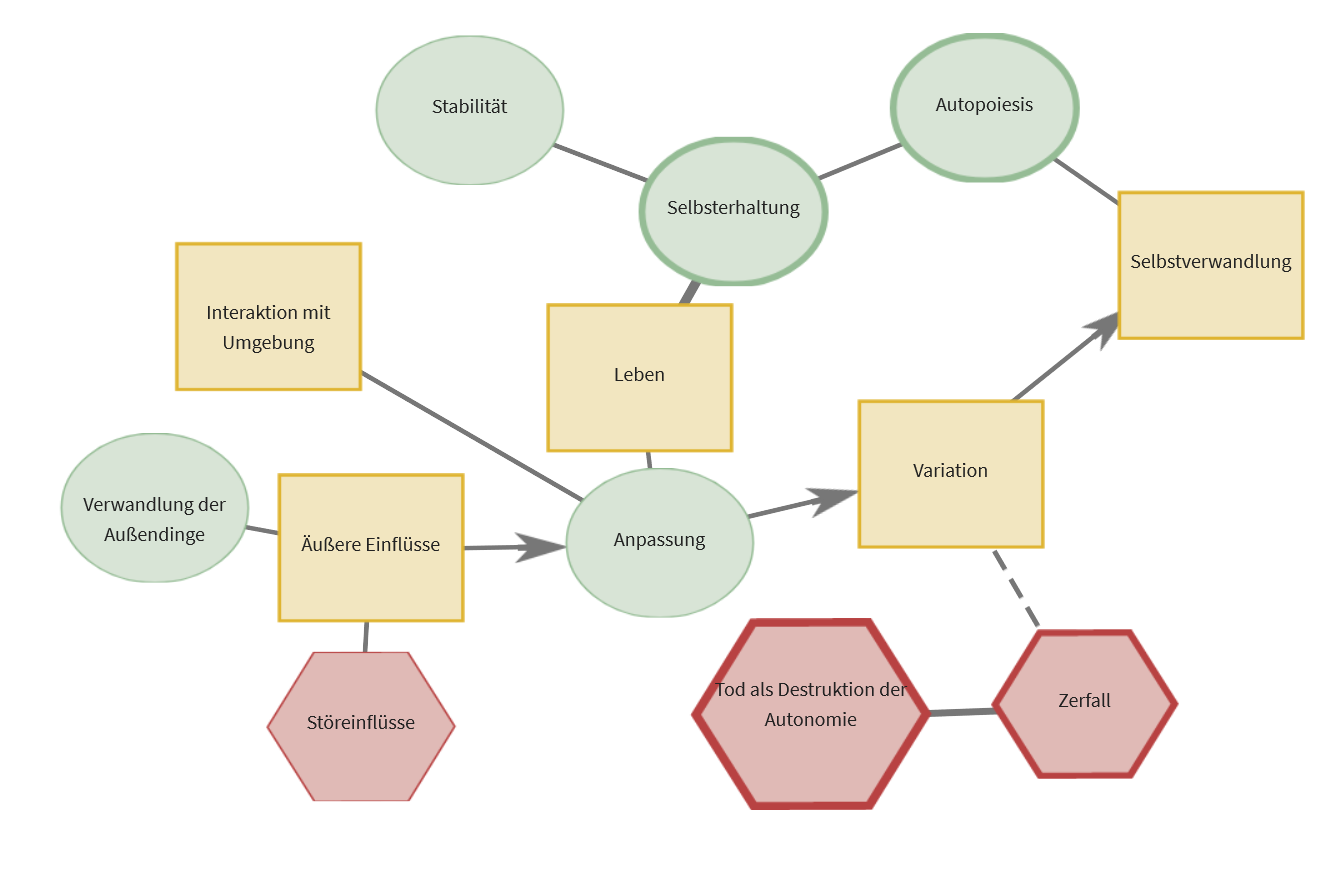 Stabilität
Autopoiesis
Selbsterhaltung
Selbstverwandlung
Interaktion mit
Umgebung
Leben
Variation
Verwandlung der
Außendinge
Äußere Einflüsse
Anpassung
Tod als Destruktion der
Autonomie
Zerfall
Störeinflüsse